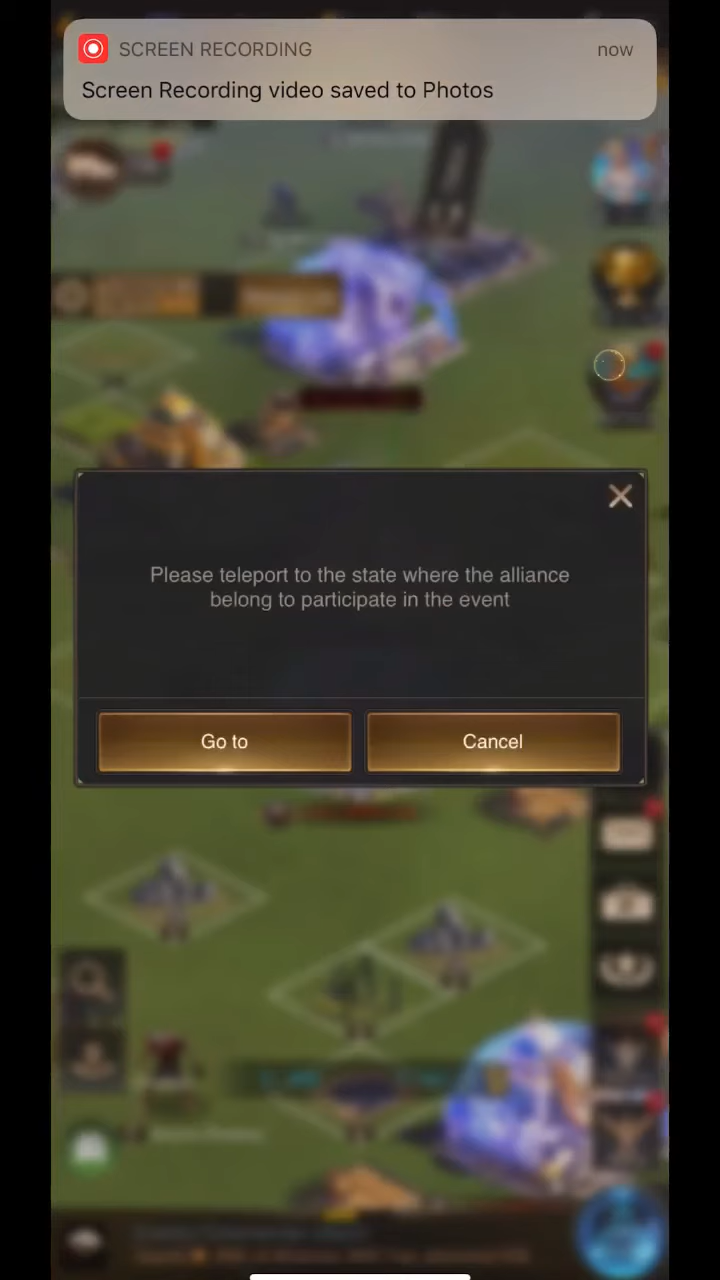 SCREEN RECORDING
now
Screen Recording video saved to Photos
Please teleport to the state where the alliance
belong to participate in the event
Go to
Cancel